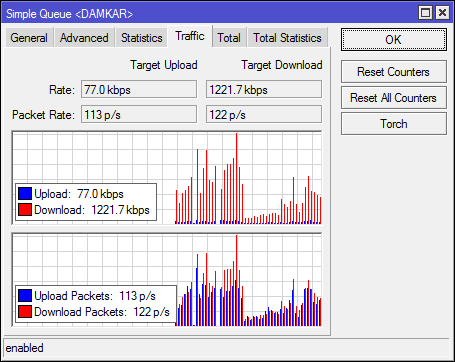 Simple Queue <DAMKAR>
General Advanced Statistics Traffic Total Total Statistics
OK
Reset Counters
Reset All Counters
Torch
Target Upload Target Download
Rate: 77.0 kbps 1221.7 kbps
Packet Rate: 113 p/s 122 p/s
Upload: 77.0 kbps
Download: 1221.7 kbps
Upload Packets: 113 p/s
Download Packets: 122 p/s
enabled